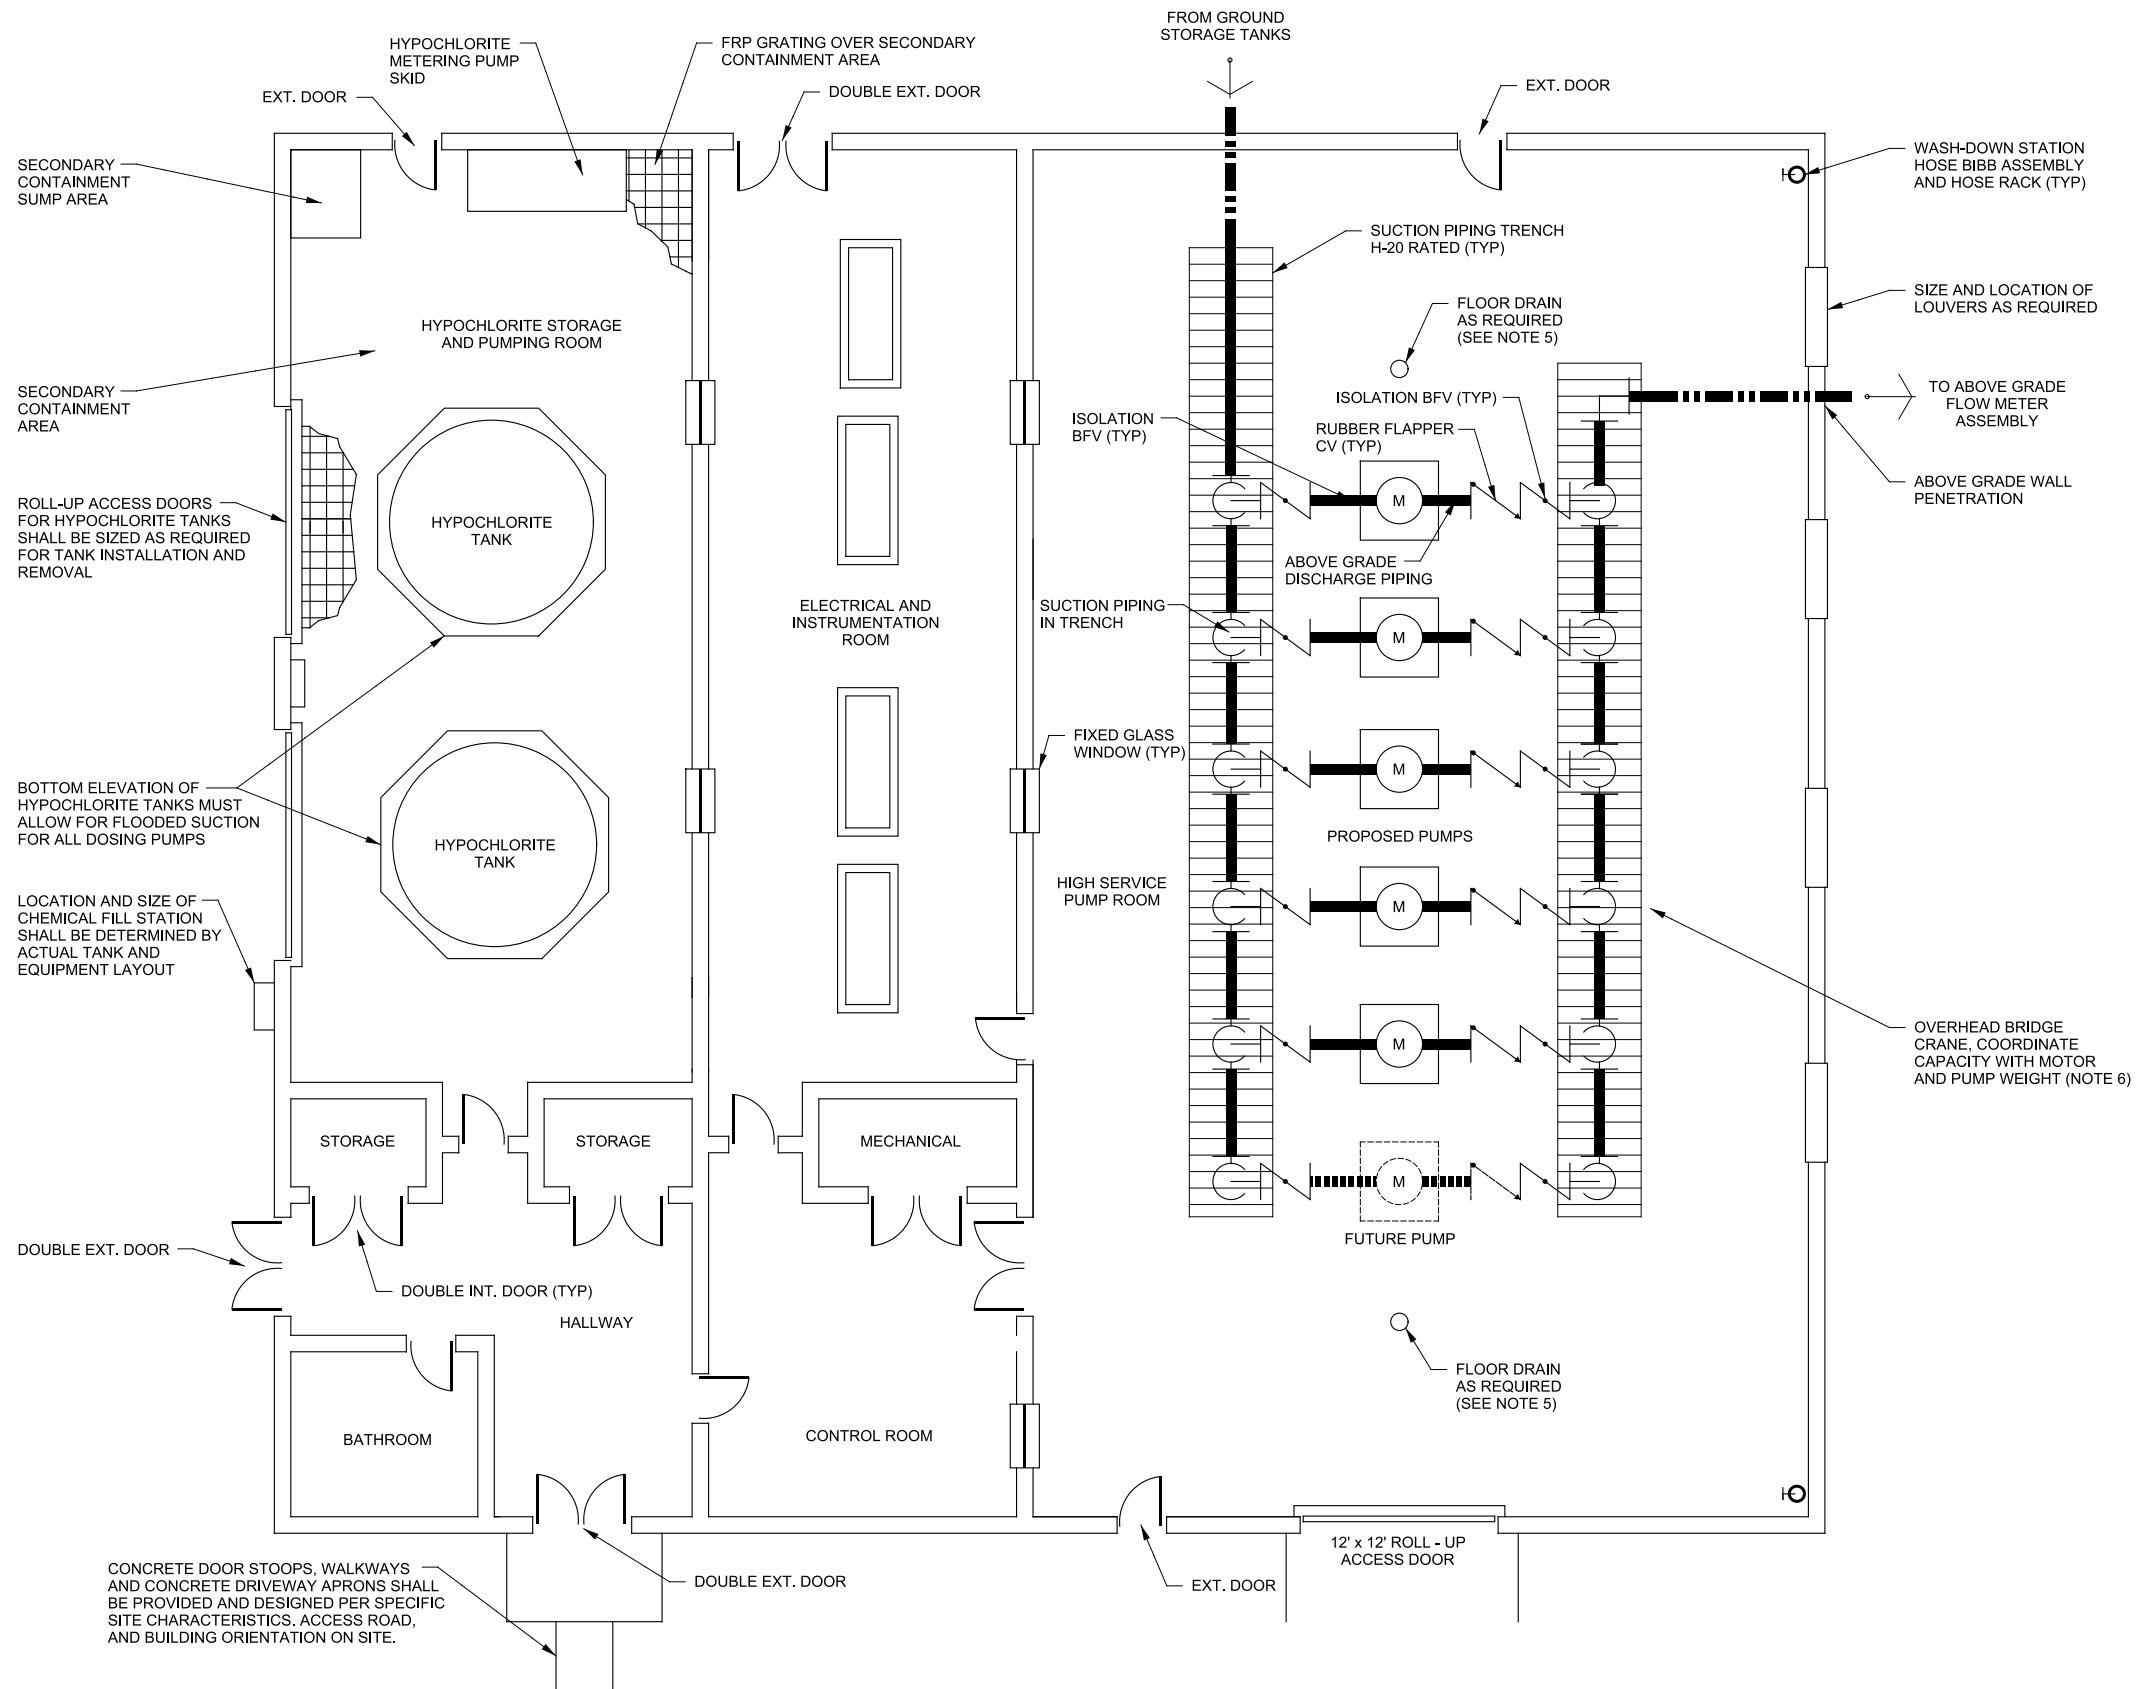 FROM GROUND
STORAGE TANKS
HYPOCHLORITE
METERING PUMP
SKID
FRP GRATING OVER SECONDARY
CONTAINMENT AREA
EXT. DOOR
DOUBLE EXT. DOOR
EXT. DOOR
SECONDARY
CONTAINMENT
SUMP AREA
WASH-DOWN STATION
HOSE BIBB ASSEMBLY
AND HOSE RACK (TYP)
SUCTION PIPING TRENCH
H-20 RATED (TYP)
SIZE AND LOCATION OF
LOUVERS AS REQUIRED
FLOOR DRAIN
AS REQUIRED
(SEE NOTE 5)
HYPOCHLORITE STORAGE
AND PUMPING ROOM
SECONDARY
CONTAINMENT
AREA
TO ABOVE GRADE
FLOW METER
ASSEMBLY
ISOLATION BFV (TYP)
ISOLATION
BFV (TYP)
RUBBER FLAPPER
CV (TYP)
ABOVE GRADE WALL
PENETRATION
ROLL-UP ACCESS DOORS
FOR HYPOCHLORITE TANKS
SHALL BE SIZED AS REQUIRED
FOR TANK INSTALLATION AND
REMOVAL
HYPOCHLORITE
TANK
M
ABOVE GRADE
DISCHARGE PIPING
ELECTRICAL AND
INSTRUMENTATION
ROOM
SUCTION PIPING
IN TRENCH
M
FIXED GLASS
WINDOW (TYP)
M
BOTTOM ELEVATION OF
HYPOCHLORITE TANKS MUST
ALLOW FOR FLOODED SUCTION
FOR ALL DOSING PUMPS
HYPOCHLORITE
TANK
PROPOSED PUMPS
HIGH SERVICE
PUMP ROOM
M
LOCATION AND SIZE OF
CHEMICAL FILL STATION
SHALL BE DETERMINED BY
ACTUAL TANK AND
EQUIPMENT LAYOUT
M
OVERHEAD BRIDGE
CRANE, COORDINATE
CAPACITY WITH MOTOR
AND PUMP WEIGHT (NOTE 6)
STORAGE
STORAGE
MECHANICAL
M
FUTURE PUMP
DOUBLE EXT. DOOR
DOUBLE INT. DOOR (TYP)
HALLWAY
FLOOR DRAIN
AS REQUIRED
(SEE NOTE 5)
BATHROOM
CONTROL ROOM
12' x 12' ROLL - UP
ACCESS DOOR
CONCRETE DOOR STOOPS, WALKWAYS
AND CONCRETE DRIVEWAY APRONS SHALL
BE PROVIDED AND DESIGNED PER SPECIFIC
SITE CHARACTERISTICS. ACCESS ROAD,
AND BUILDING ORIENTATION ON SITE.
DOUBLE EXT. DOOR
EXT. DOOR